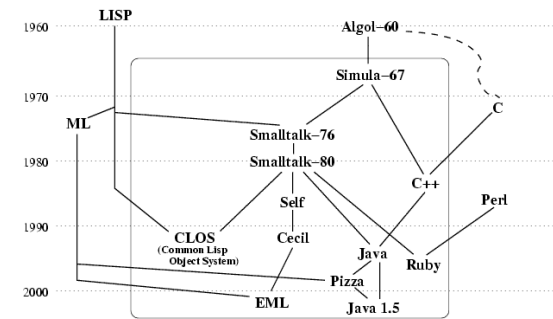 LISP
1960
Algol–60
Simula–67
1970
C
ML
Smalltalk–76
1980
Smalltalk–80
C++
Self
Perl
1990
CLOS
(Common Lisp
Object System)
Cecil
Java
Ruby
Pizza
2000
EML
Java 1.5